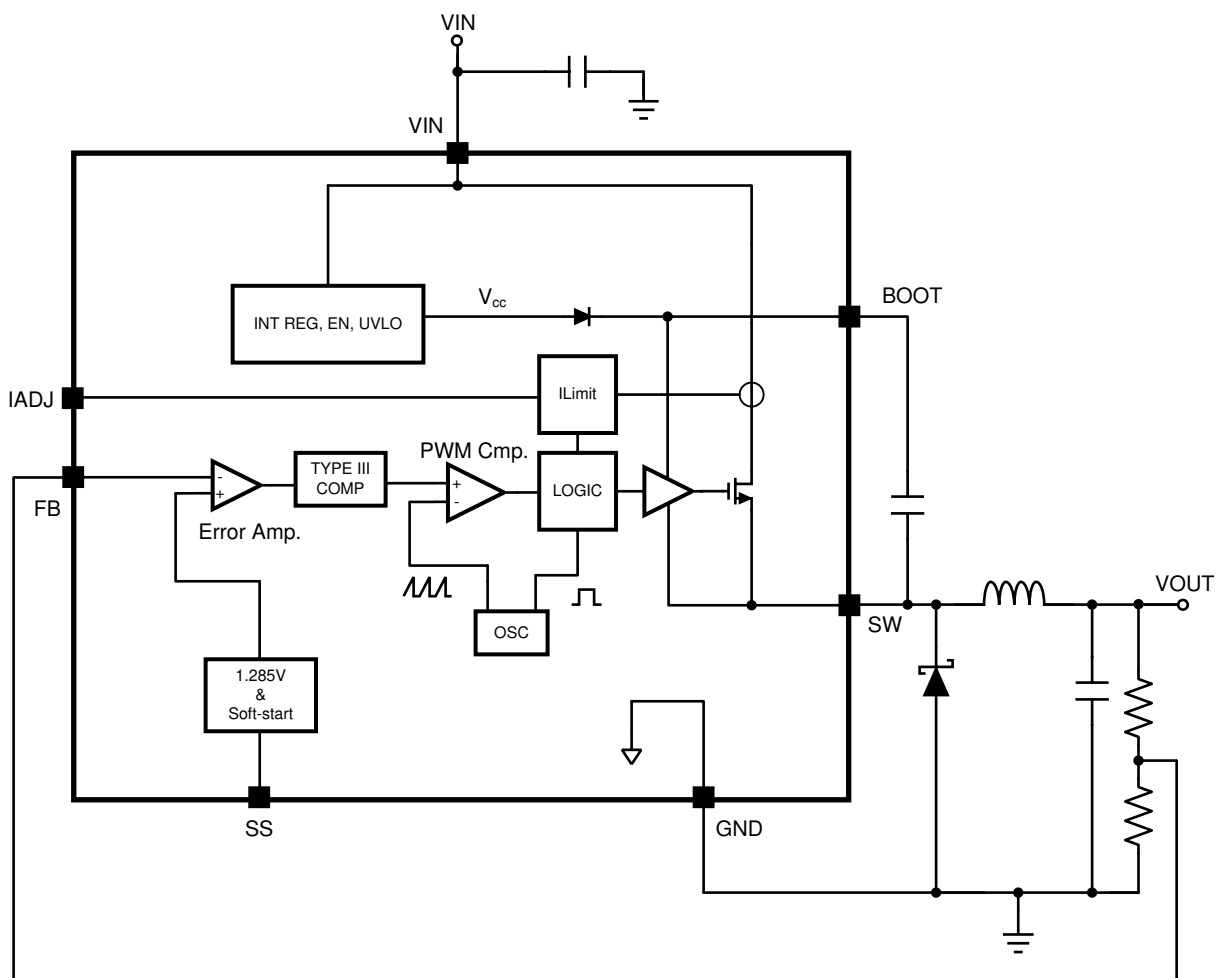 VIN
VIN
BOOT
V_cc
INT REG, EN, UVLO
IADJ
ILimit
PWM Cmp.
FB
-
+
TYPE III
COMP
+
-
LOGIC
Error Amp.
OSC
SW
VOUT
1.285V
&
Soft-start
SS
GND